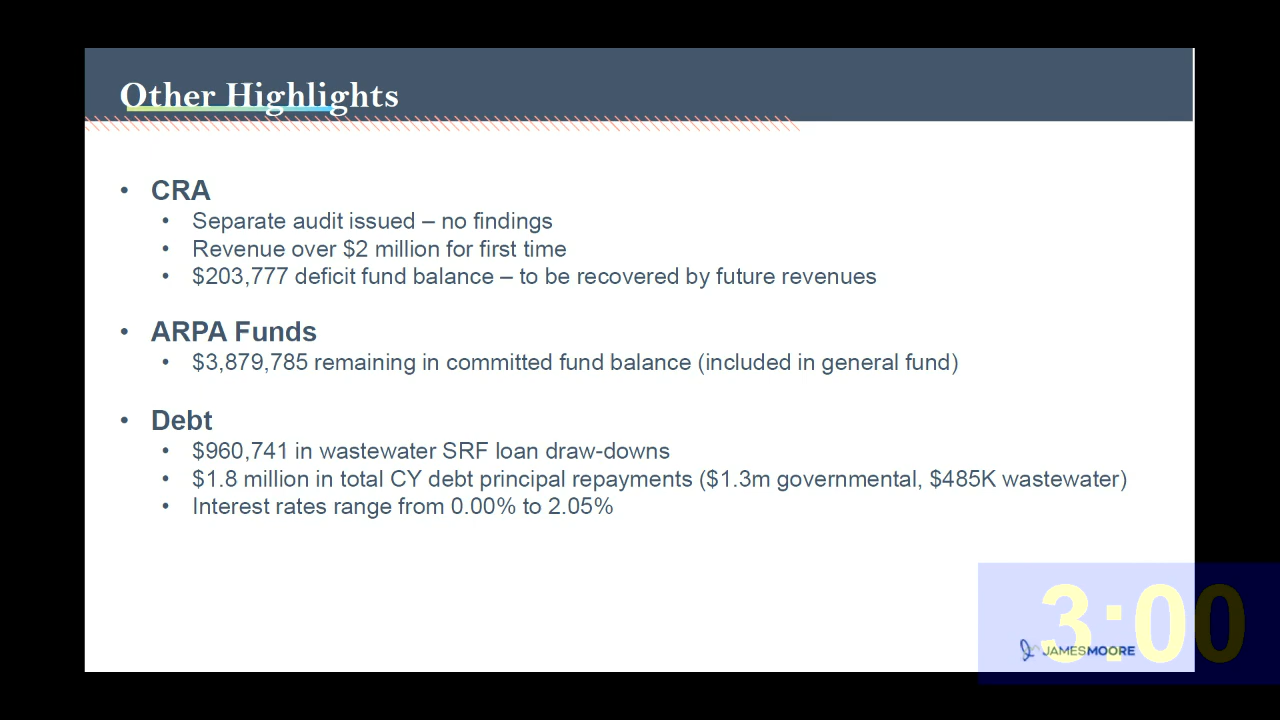 Other Highlights
• CRA
• Separate audit issued – no findings
• Revenue over $2 million for first time
• $203,777 deficit fund balance – to be recovered by future revenues
• ARPA Funds
• $3,879,785 remaining in committed fund balance (included in general fund)
• Debt
• $960,741 in wastewater SRF loan draw-downs
• $1.8 million in total CY debt principal repayments ($1.3m governmental, $485K wastewater)
• Interest rates range from 0.00% to 2.05%
3:00
JAMESMOORE